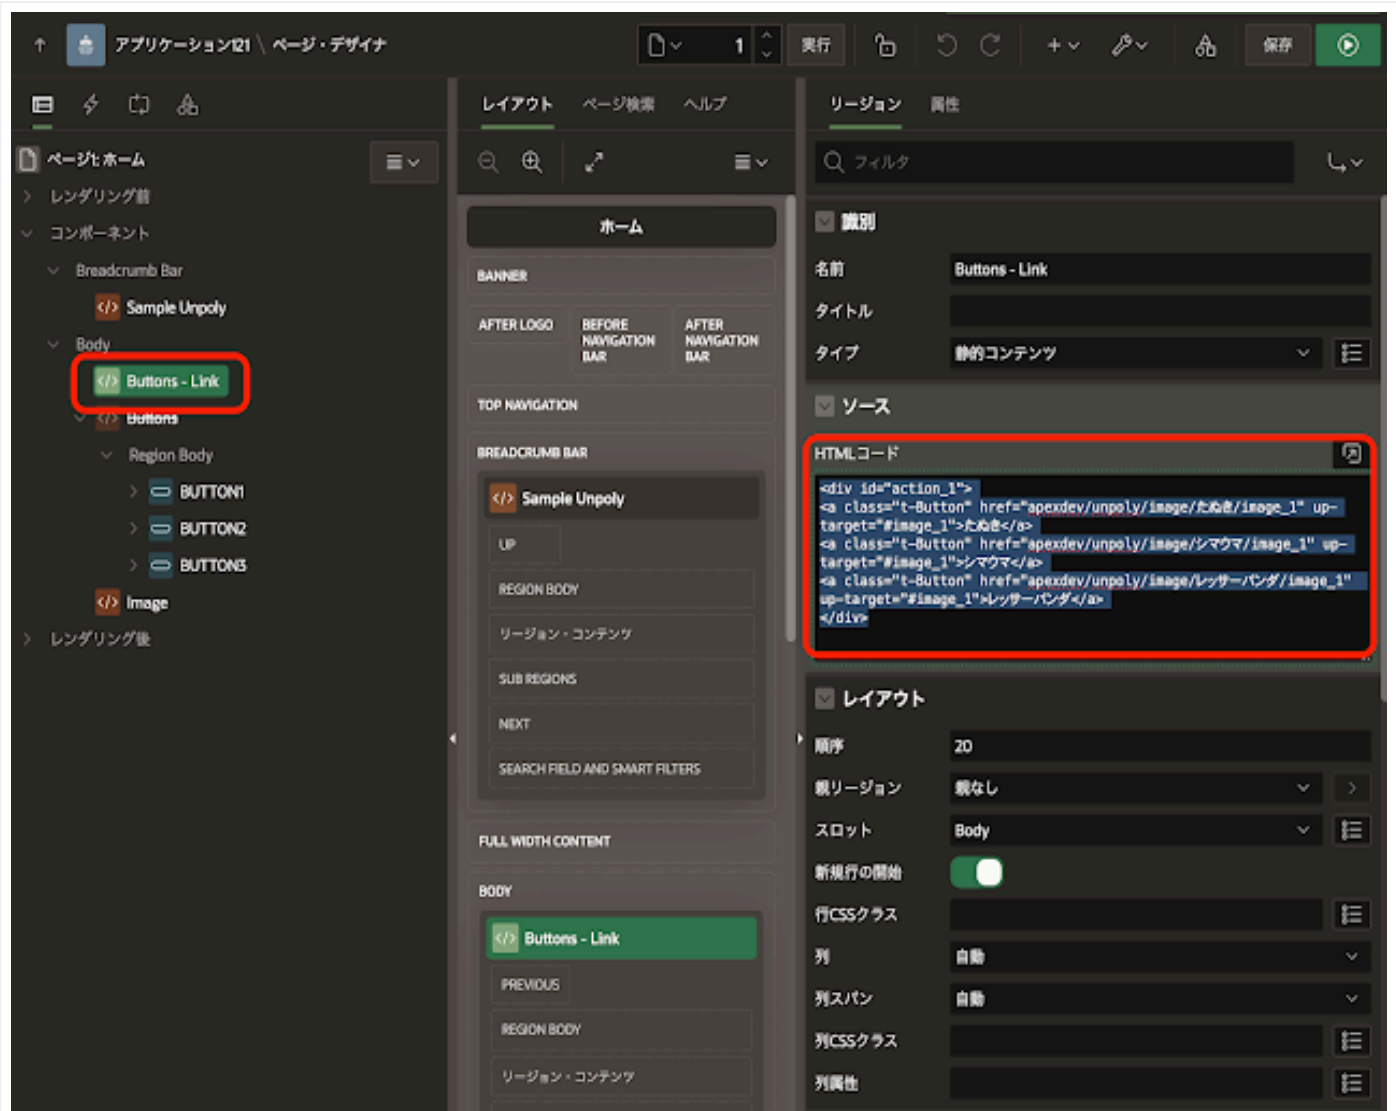 アプリケーション121 \ ページ・デザイナ
1
実行
保存
ページ1: ホーム
レンダリング前
コンポーネント
Breadcrumb Bar
Sample Unpoly
Body
Buttons - Link
Buttons
Region Body
BUTTON1
BUTTON2
BUTTON3
Image
レンダリング後
レイアウト ページ検索 ヘルプ
ホーム
BANNER
AFTER LOGO
BEFORE NAVIGATION BAR
AFTER NAVIGATION BAR
TOP NAVIGATION
BREADCRUMB BAR
Sample Unpoly
UP
REGION BODY
リージョン・コンテンツ
SUB REGIONS
NEXT
SEARCH FIELD AND SMART FILTERS
FULL WIDTH CONTENT
BODY
Buttons - Link
PREVIOUS
REGION BODY
リージョン・コンテンツ
リージョン 属性
フィルタ
識別
名前 Buttons - Link
タイトル
タイプ 静的コンテンツ
ソース
HTMLコード
<div id="action_1">
<a class="t-Button" href="apexdev/unpoly/image/たぬき/image_1" up-
target="#image_1">たぬき</a>
<a class="t-Button" href="apexdev/unpoly/image/シマウマ/image_1" up-
target="#image_1">シマウマ</a>
<a class="t-Button" href="apexdev/unpoly/image/レッサーパンダ/image_1"
up-target="#image_1">レッサーパンダ</a>
</div>
レイアウト
順序 20
親リージョン 親なし
スロット Body
新規行の開始
行CSSクラス
列 自動
列スパン 自動
列CSSクラス
列属性